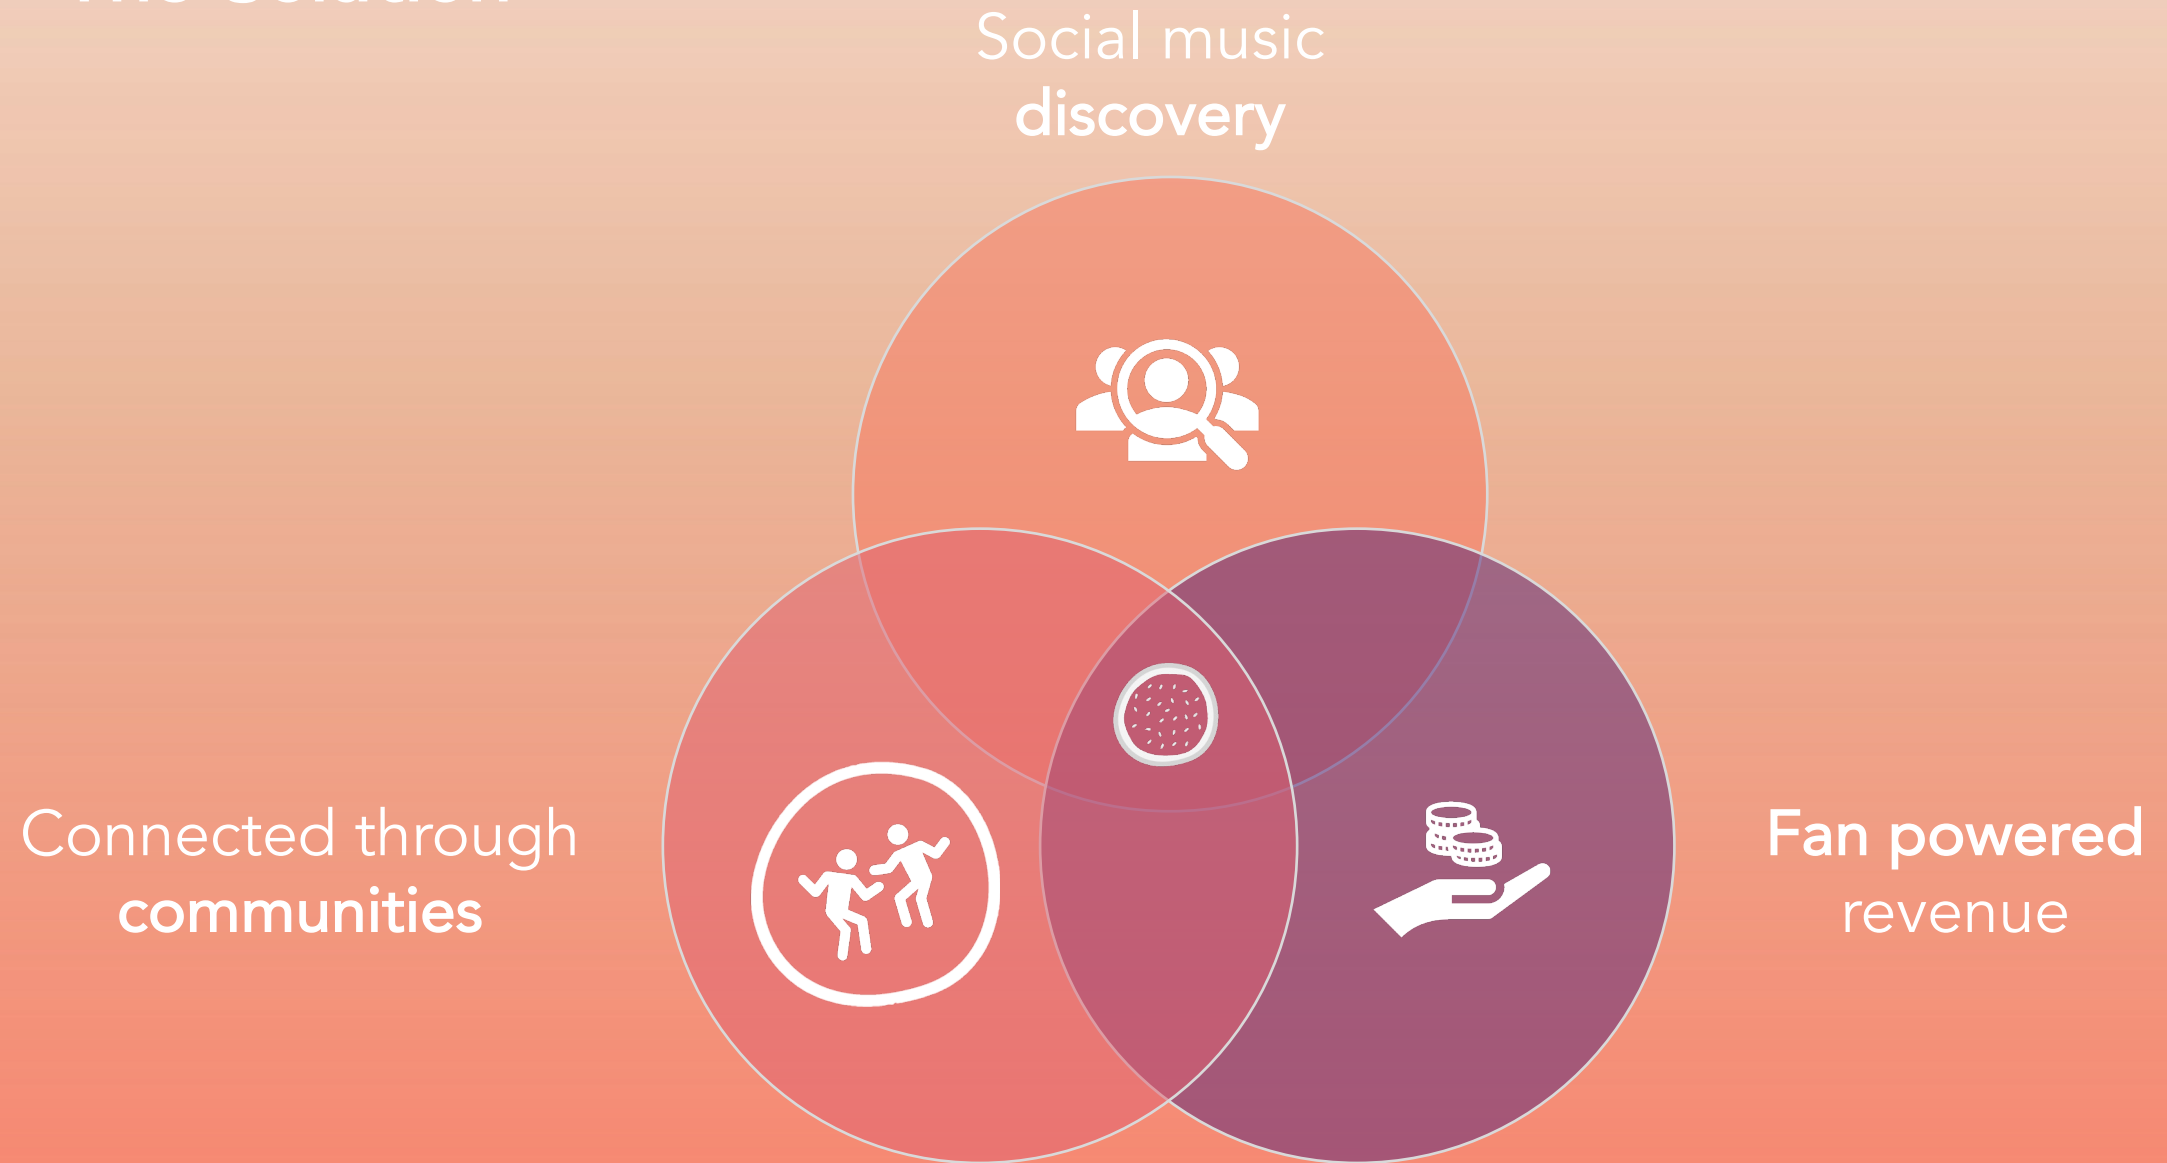 Social music
discovery
Connected through
communities
Fan powered
revenue